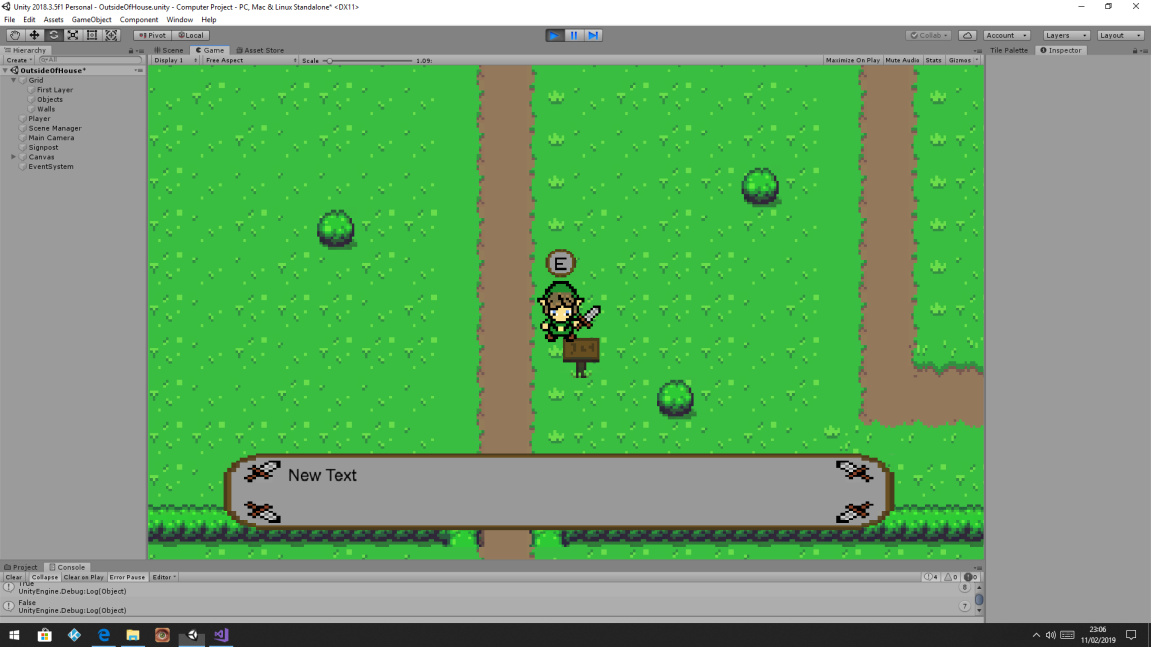 Unity 2018.3.5f1 Personal - OutsideOfHouse.unity - Computer Project - PC, Mac & Linux Standalone* <DX11>
File Edit Assets GameObject Component Window Help
Pivot Local Collab Account Layers Layout
Hierarchy Scene Game Asset Store Tile Palette Inspector
Create All Display 1 Free Aspect Scale 1.09: Maximize On Play Mute Audio Stats Gizmos
OutsideOfHouse*
Grid
First Layer
Objects
Walls
Player
Scene Manager
Main Camera
Signpost
Canvas
EventSystem
E
New Text
Project Console
Clear Collapse Clear on Play Error Pause Editor 4 0 0
True
UnityEngine.Debug:Log(Object) 8
False
UnityEngine.Debug:Log(Object) 7
23:06
11/02/2019